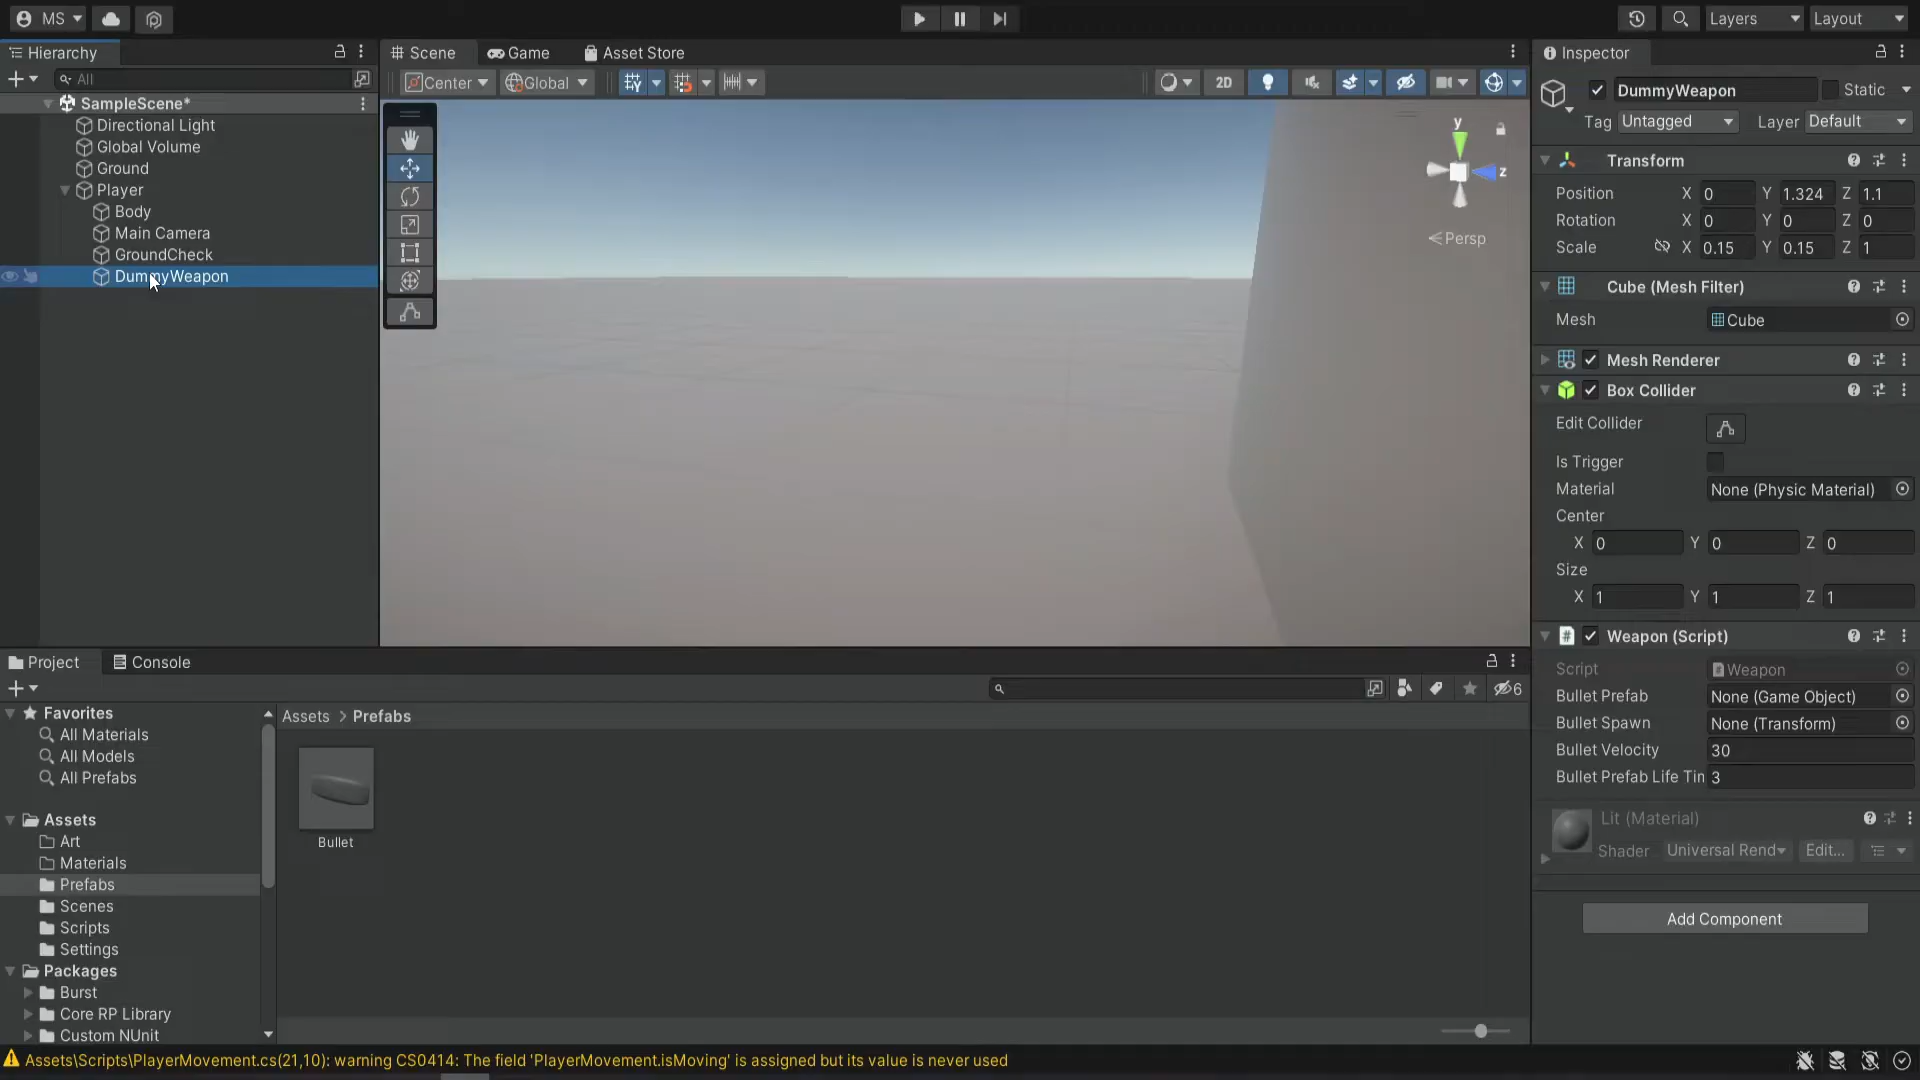 MS
Layers
Layout
Hierarchy
All
SampleScene*
Directional Light
Global Volume
Ground
Player
Body
Main Camera
GroundCheck
DummyWeapon
Scene
Game
Asset Store
Center
Global
2D
y
z
Persp
Inspector
DummyWeapon
Static
Tag Untagged
Layer Default
Transform
Position X 0 Y 1.324 Z 1.1
Rotation X 0 Y 0 Z 0
Scale X 0.15 Y 0.15 Z 1
Cube (Mesh Filter)
Mesh Cube
Mesh Renderer
Box Collider
Edit Collider
Is Trigger
Material None (Physic Material)
Center
X 0 Y 0 Z 0
Size
X 1 Y 1 Z 1
Weapon (Script)
Script Weapon
Bullet Prefab None (Game Object)
Bullet Spawn None (Transform)
Bullet Velocity 30
Bullet Prefab Life Tin 3
Lit (Material)
Shader Universal Rend Edit...
Add Component
Project
Console
6
Favorites
All Materials
All Models
All Prefabs
Assets
Art
Materials
Prefabs
Scenes
Scripts
Settings
Packages
Burst
Core RP Library
Custom NUnit
Assets > Prefabs
Bullet
Assets\Scripts\PlayerMovement.cs(21,10): warning CS0414: The field 'PlayerMovement.isMoving' is assigned but its value is never used